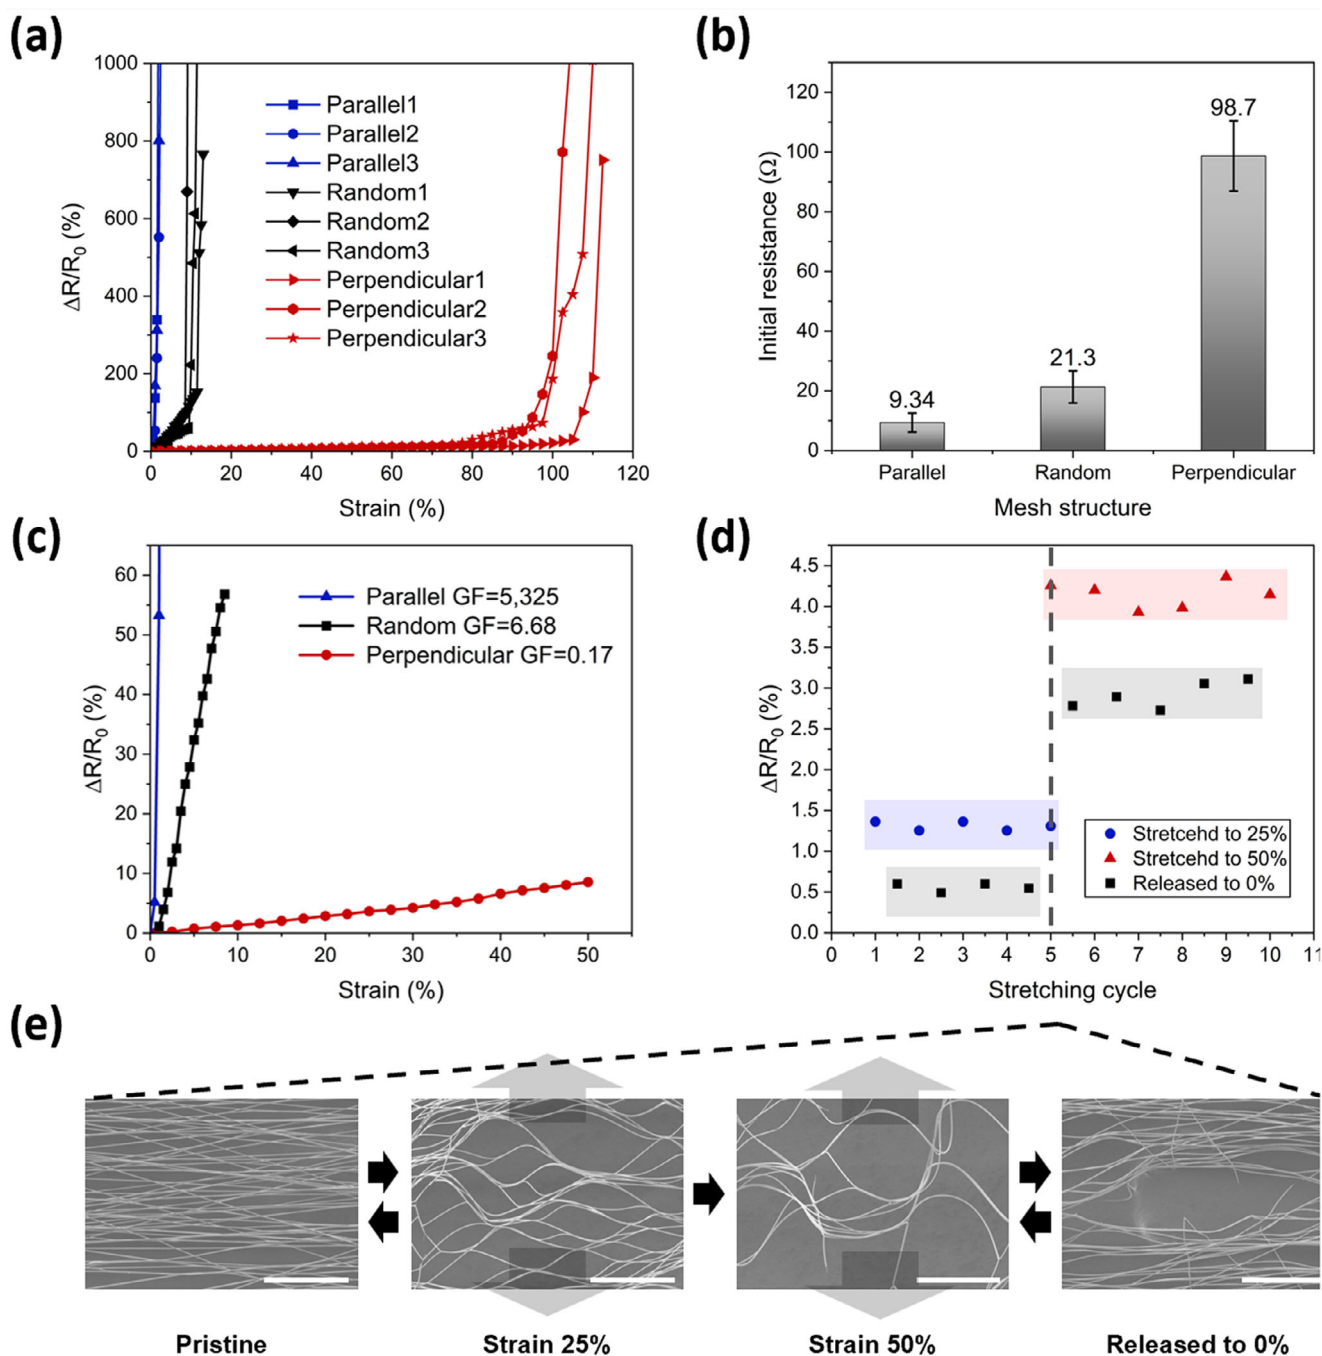 (a)
1000
800
600
400
200
0
ΔR/R₀ (%)
Parallel1
Parallel2
Parallel3
Random1
Random2
Random3
Perpendicular1
Perpendicular2
Perpendicular3
0 20 40 60 80 100 120
Strain (%)
(b)
120
100
80
60
40
20
0
Initial resistance (Ω)
9.34
21.3
98.7
Parallel Random Perpendicular
Mesh structure
(c)
60
50
40
30
20
10
0
ΔR/R₀ (%)
Parallel GF=5,325
Random GF=6.68
Perpendicular GF=0.17
0 10 20 30 40 50
Strain (%)
(d)
4.5
4.0
3.5
3.0
2.5
2.0
1.5
1.0
0.5
0.0
ΔR/R₀ (%)
Stretcehd to 25%
Stretcehd to 50%
Released to 0%
0 1 2 3 4 5 6 7 8 9 10 11
Stretching cycle
(e)
Pristine
Strain 25%
Strain 50%
Released to 0%